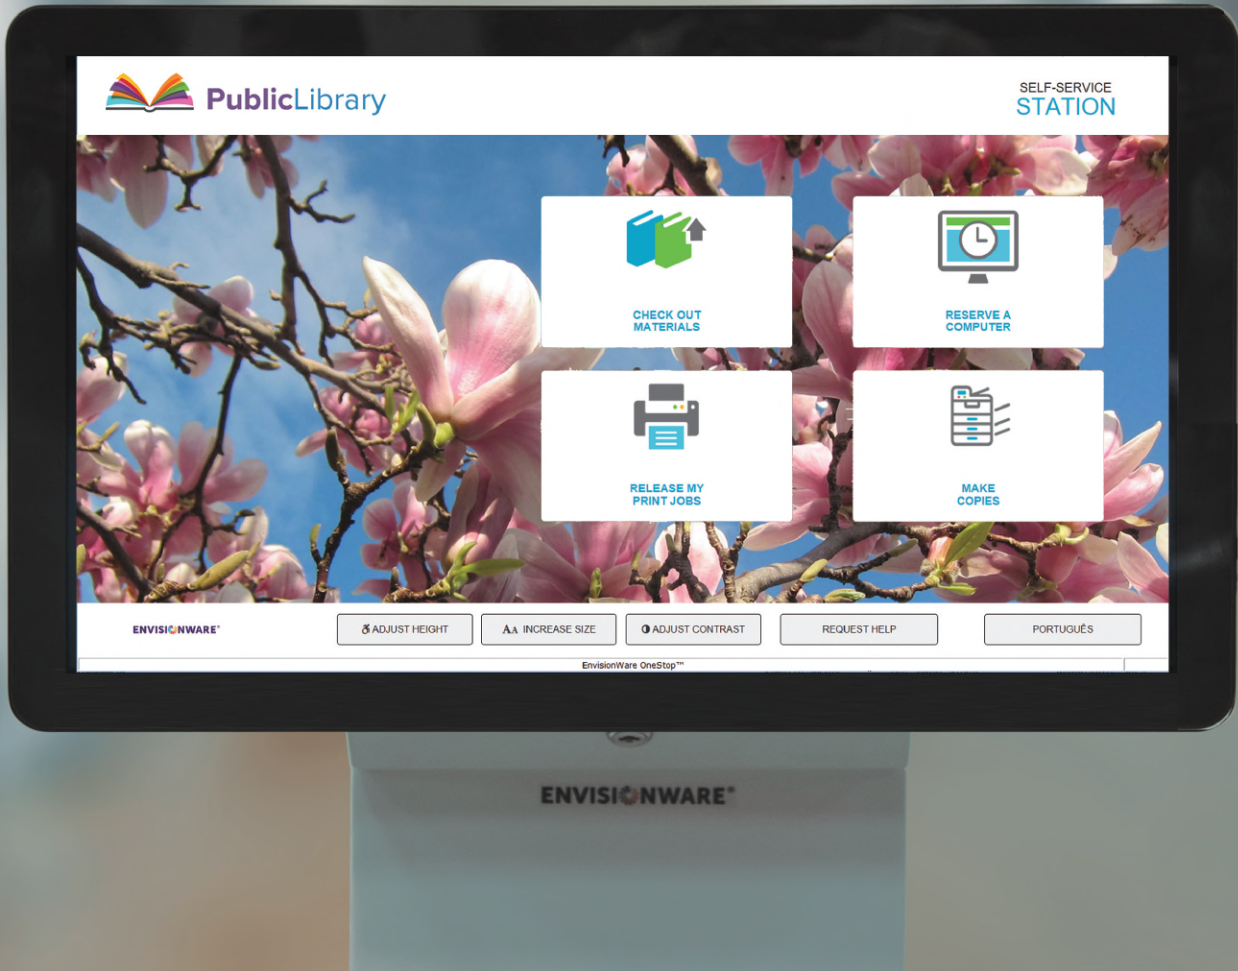 PublicLibrary
SELF-SERVICE
STATION
CHECK OUT
MATERIALS
RESERVE A
COMPUTER
RELEASE MY
PRINT JOBS
MAKE
COPIES
ENVISIONWARE®
ADJUST HEIGHT
AA INCREASE SIZE
ADJUST CONTRAST
REQUEST HELP
PORTUGUÊS
EnvisionWare OneStop™
ENVISIONWARE®